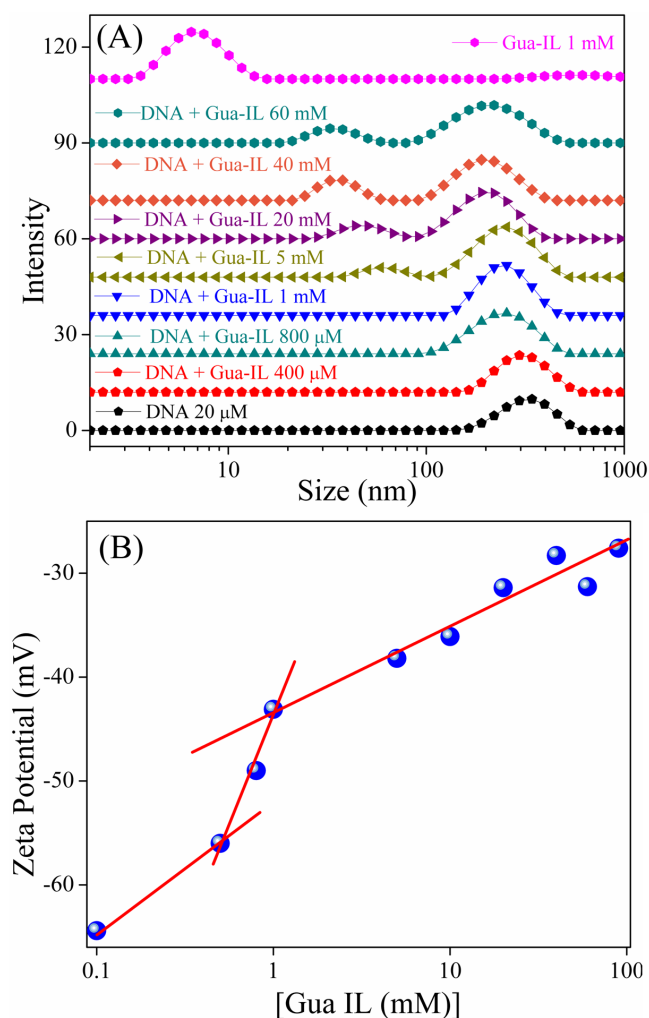 (A)
Gua-IL 1 mM
DNA + Gua-IL 60 mM
DNA + Gua-IL 40 mM
DNA + Gua-IL 20 mM
DNA + Gua-IL 5 mM
DNA + Gua-IL 1 mM
DNA + Gua-IL 800 μM
DNA + Gua-IL 400 μM
DNA 20 μM
Intensity
120
90
60
30
0
10 100 1000
Size (nm)
(B)
Zeta Potential (mV)
-30
-40
-50
-60
0.1 1 10 100
[Gua IL (mM)]